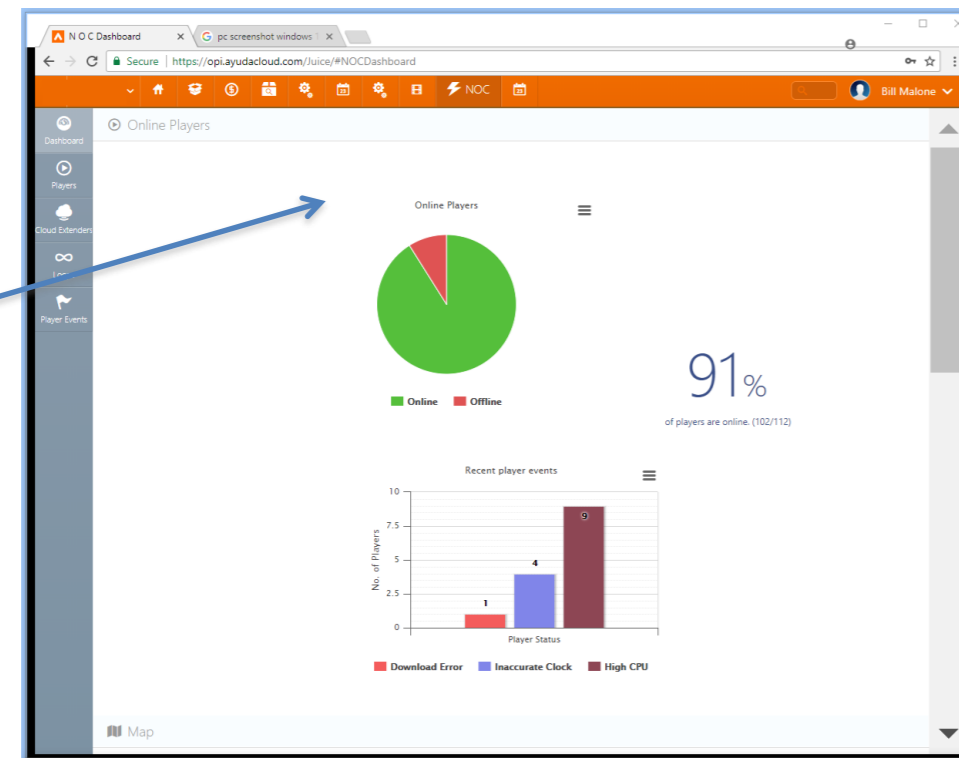 N O C Dashboard
pc screenshot windows
Secure https://opi.ayudacloud.com/Juice/#NOCDashboard
NOC
Bill Malone
Dashboard
Players
Cloud Extenders
Player Events
Online Players
Online Players
Online Offline
91%
of players are online. (102/112)
Recent player events
10
7.5
5
2.5
0
No. of Players
1
4
9
Player Status
Download Error Inaccurate Clock High CPU
Map